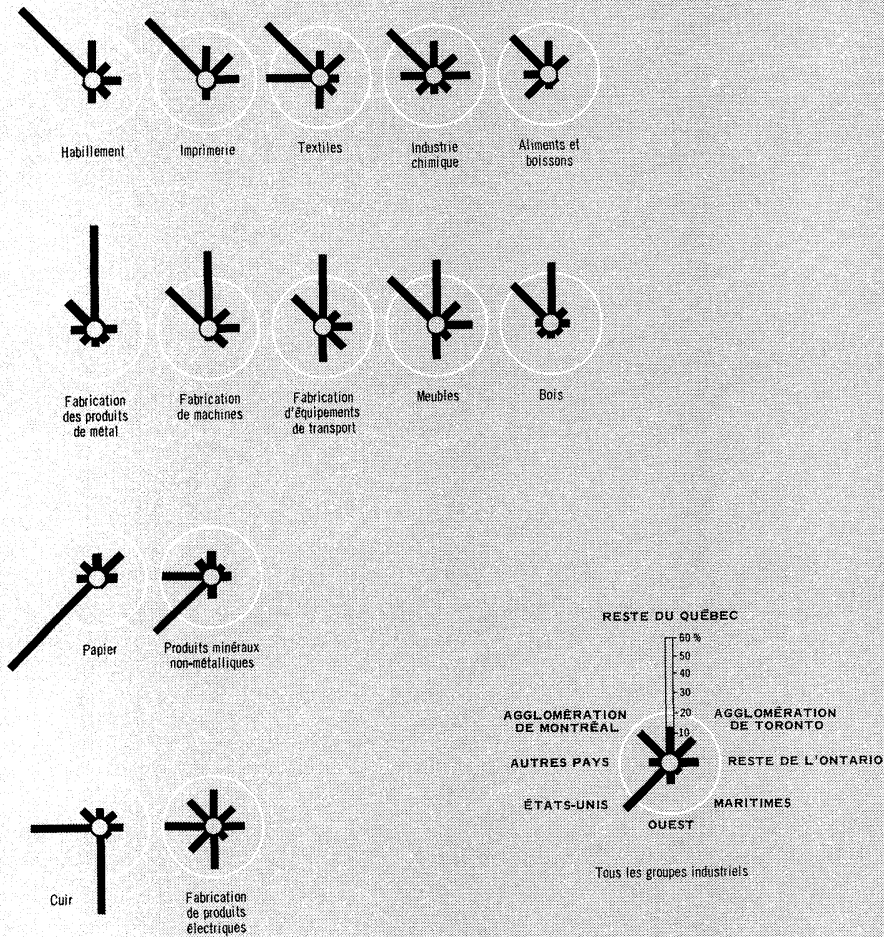 Habillement
Imprimerie
Textiles
Industrie
chimique
Aliments et
boissons
Fabrication
des produits
de métal
Fabrication
de machines
Fabrication
d'équipements
de transport
Meubles
Bois
Papier
Produits minéraux
non-métalliques
Cuir
Fabrication
de produits
électriques
RESTE DU QUÉBEC
60 %
50
40
30
20
10
AGGLOMÉRATION
DE MONTRÉAL
AGGLOMÉRATION
DE TORONTO
AUTRES PAYS
RESTE DE L'ONTARIO
ÉTATS-UNIS
MARITIMES
OUEST
Tous les groupes industriels